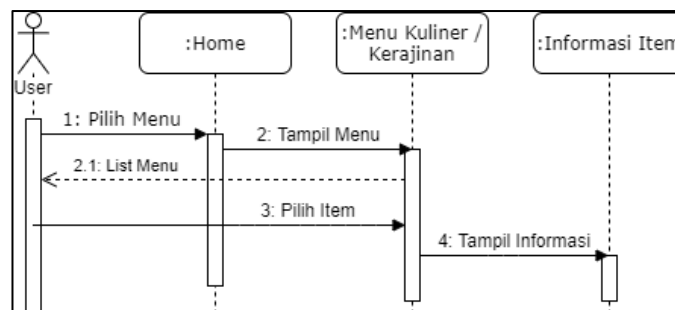 :Home
:Menu Kuliner /
Kerajinan
:Informasi Item
User
1: Pilih Menu
2: Tampil Menu
2.1: List Menu
3: Pilih Item
4: Tampil Informasi